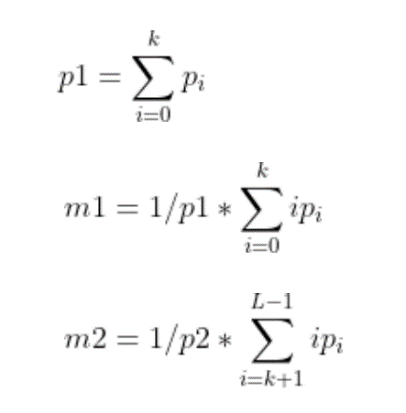 p1 = \sum_{i=0}^{k} p_i
m1 = 1/p1 * \sum_{i=0}^{k} ip_i
m2 = 1/p2 * \sum_{i=k+1}^{L-1} ip_i